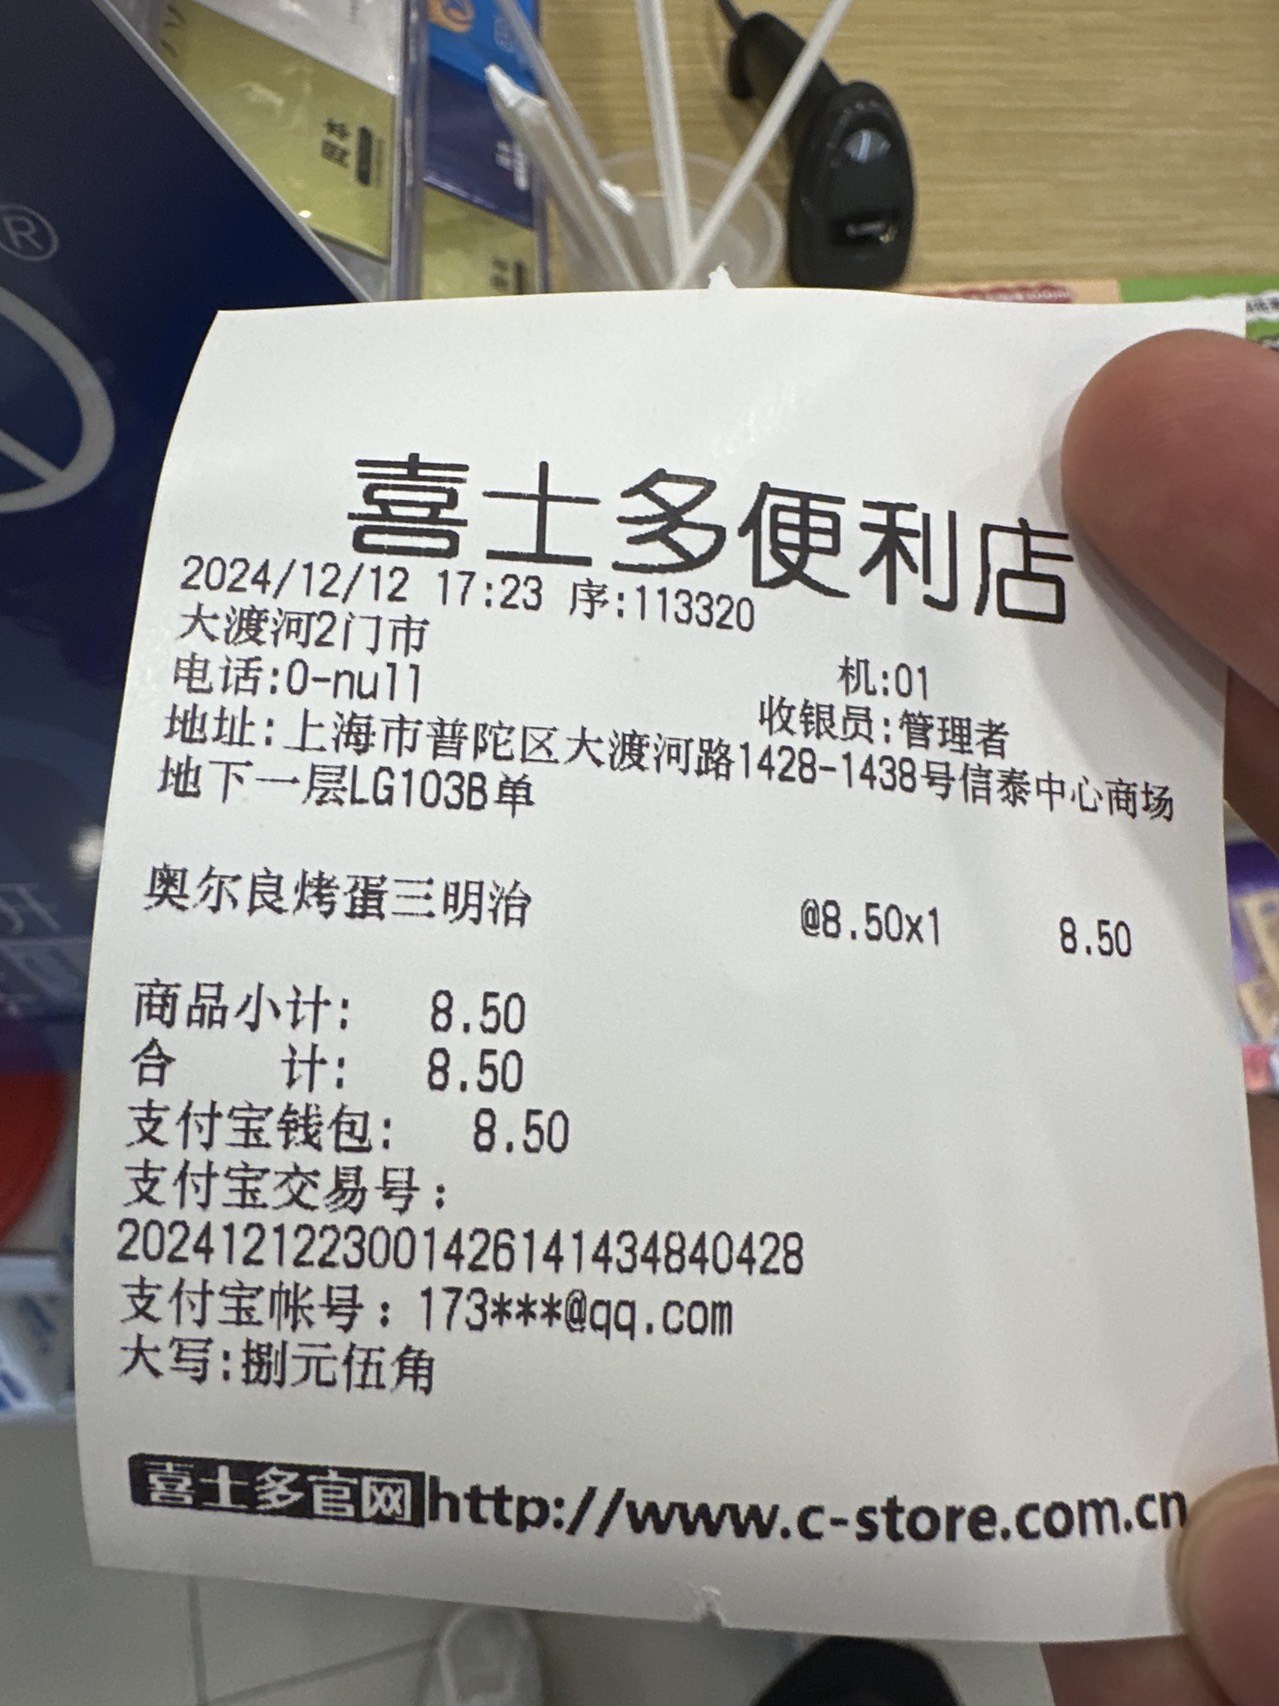 ®
喜士多便利店
2024/12/12 17:23 序:113320
大渡河2门市 机:01
电话:0-null 收银员:管理者
地址:上海市普陀区大渡河路1428-1438号信泰中心商场
地下一层LG103B单
奥尔良烤蛋三明治 @8.50x1 8.50
商品小计: 8.50
合 计: 8.50
支付宝钱包: 8.50
支付宝交易号:
2024121222300142614143484​0428
支付宝帐号:173***@qq.com
大写:捌元伍角
喜士多官网http://www.c-store.com.cn